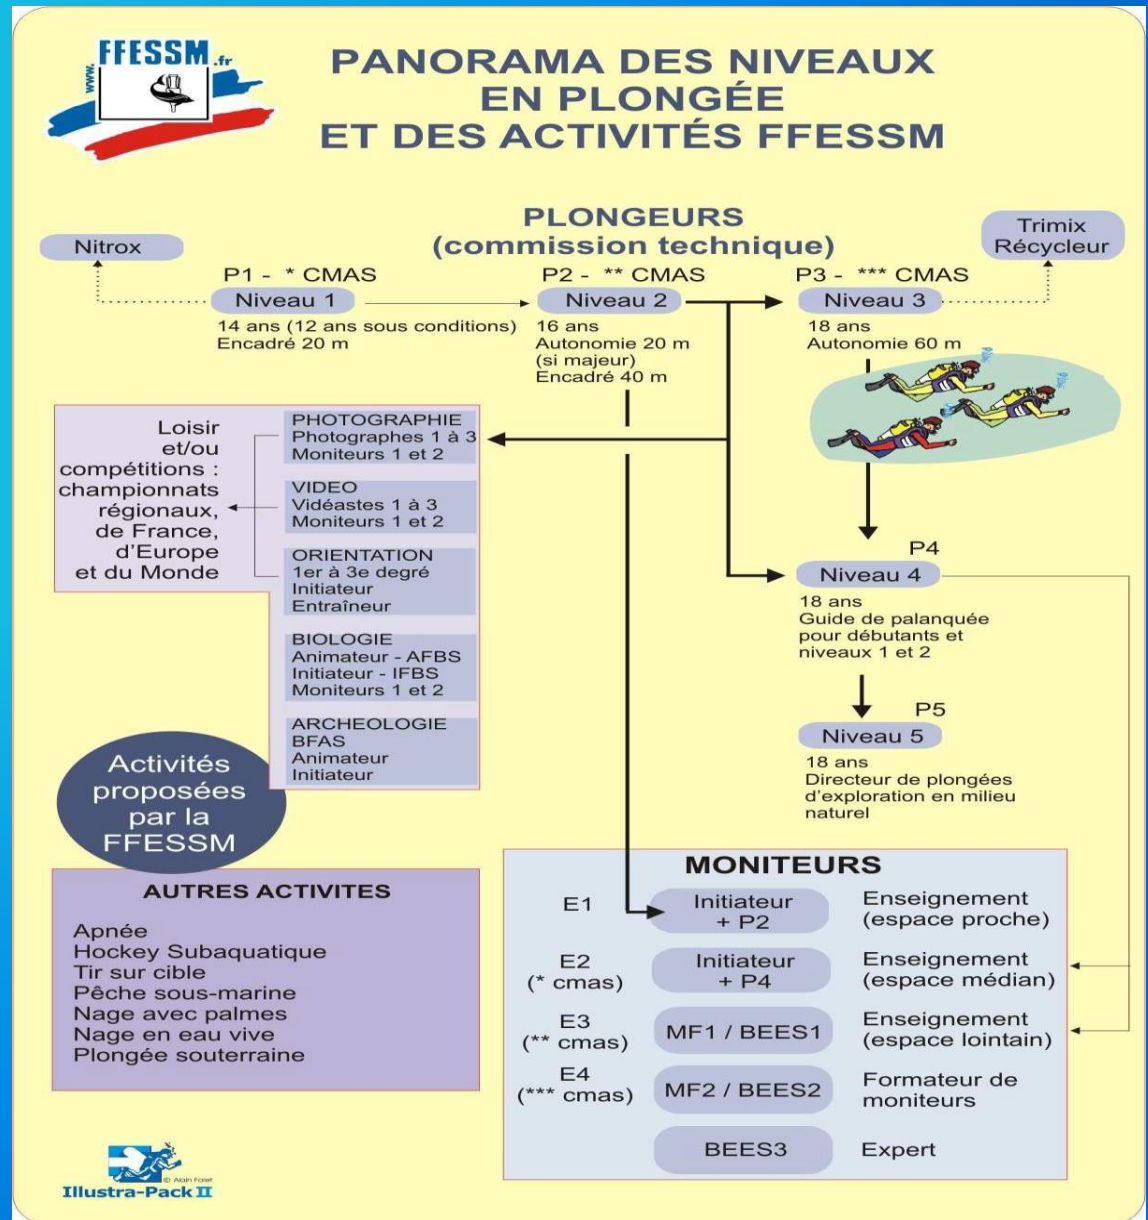 www.FFESSM.fr
PANORAMA DES NIVEAUX
EN PLONGÉE
ET DES ACTIVITÉS FFESSM
PLONGEURS
(commission technique)
Nitrox
Trimix
Récycleur
P1 - * CMAS
Niveau 1
14 ans (12 ans sous conditions)
Encadré 20 m
P2 - ** CMAS
Niveau 2
16 ans
Autonomie 20 m
(si majeur)
Encadré 40 m
P3 - *** CMAS
Niveau 3
18 ans
Autonomie 60 m
Loisir
et/ou
compétitions :
championnats
régionaux,
de France,
d'Europe
et du Monde
PHOTOGRAPHIE
Photographes 1 à 3
Moniteurs 1 et 2
VIDEO
Vidéastes 1 à 3
Moniteurs 1 et 2
ORIENTATION
1er à 3e degré
Initiateur
Entraîneur
BIOLOGIE
Animateur - AFBS
Initiateur - IFBS
Moniteurs 1 et 2
ARCHEOLOGIE
BFAS
Animateur
Initiateur
P4
Niveau 4
18 ans
Guide de palanquée
pour débutants et
niveaux 1 et 2
P5
Niveau 5
18 ans
Directeur de plongées
d'exploration en milieu
naturel
Activités
proposées
par la
FFESSM
AUTRES ACTIVITES
Apnée
Hockey Subaquatique
Tir sur cible
Pêche sous-marine
Nage avec palmes
Nage en eau vive
Plongée souterraine
MONITEURS
E1
Initiateur
+ P2
Enseignement
(espace proche)
E2
(* cmas)
Initiateur
+ P4
Enseignement
(espace médian)
E3
(** cmas)
MF1 / BEES1
Enseignement
(espace lointain)
E4
(*** cmas)
MF2 / BEES2
Formateur de
moniteurs
BEES3
Expert
© Alain Foret
Illustra-Pack II